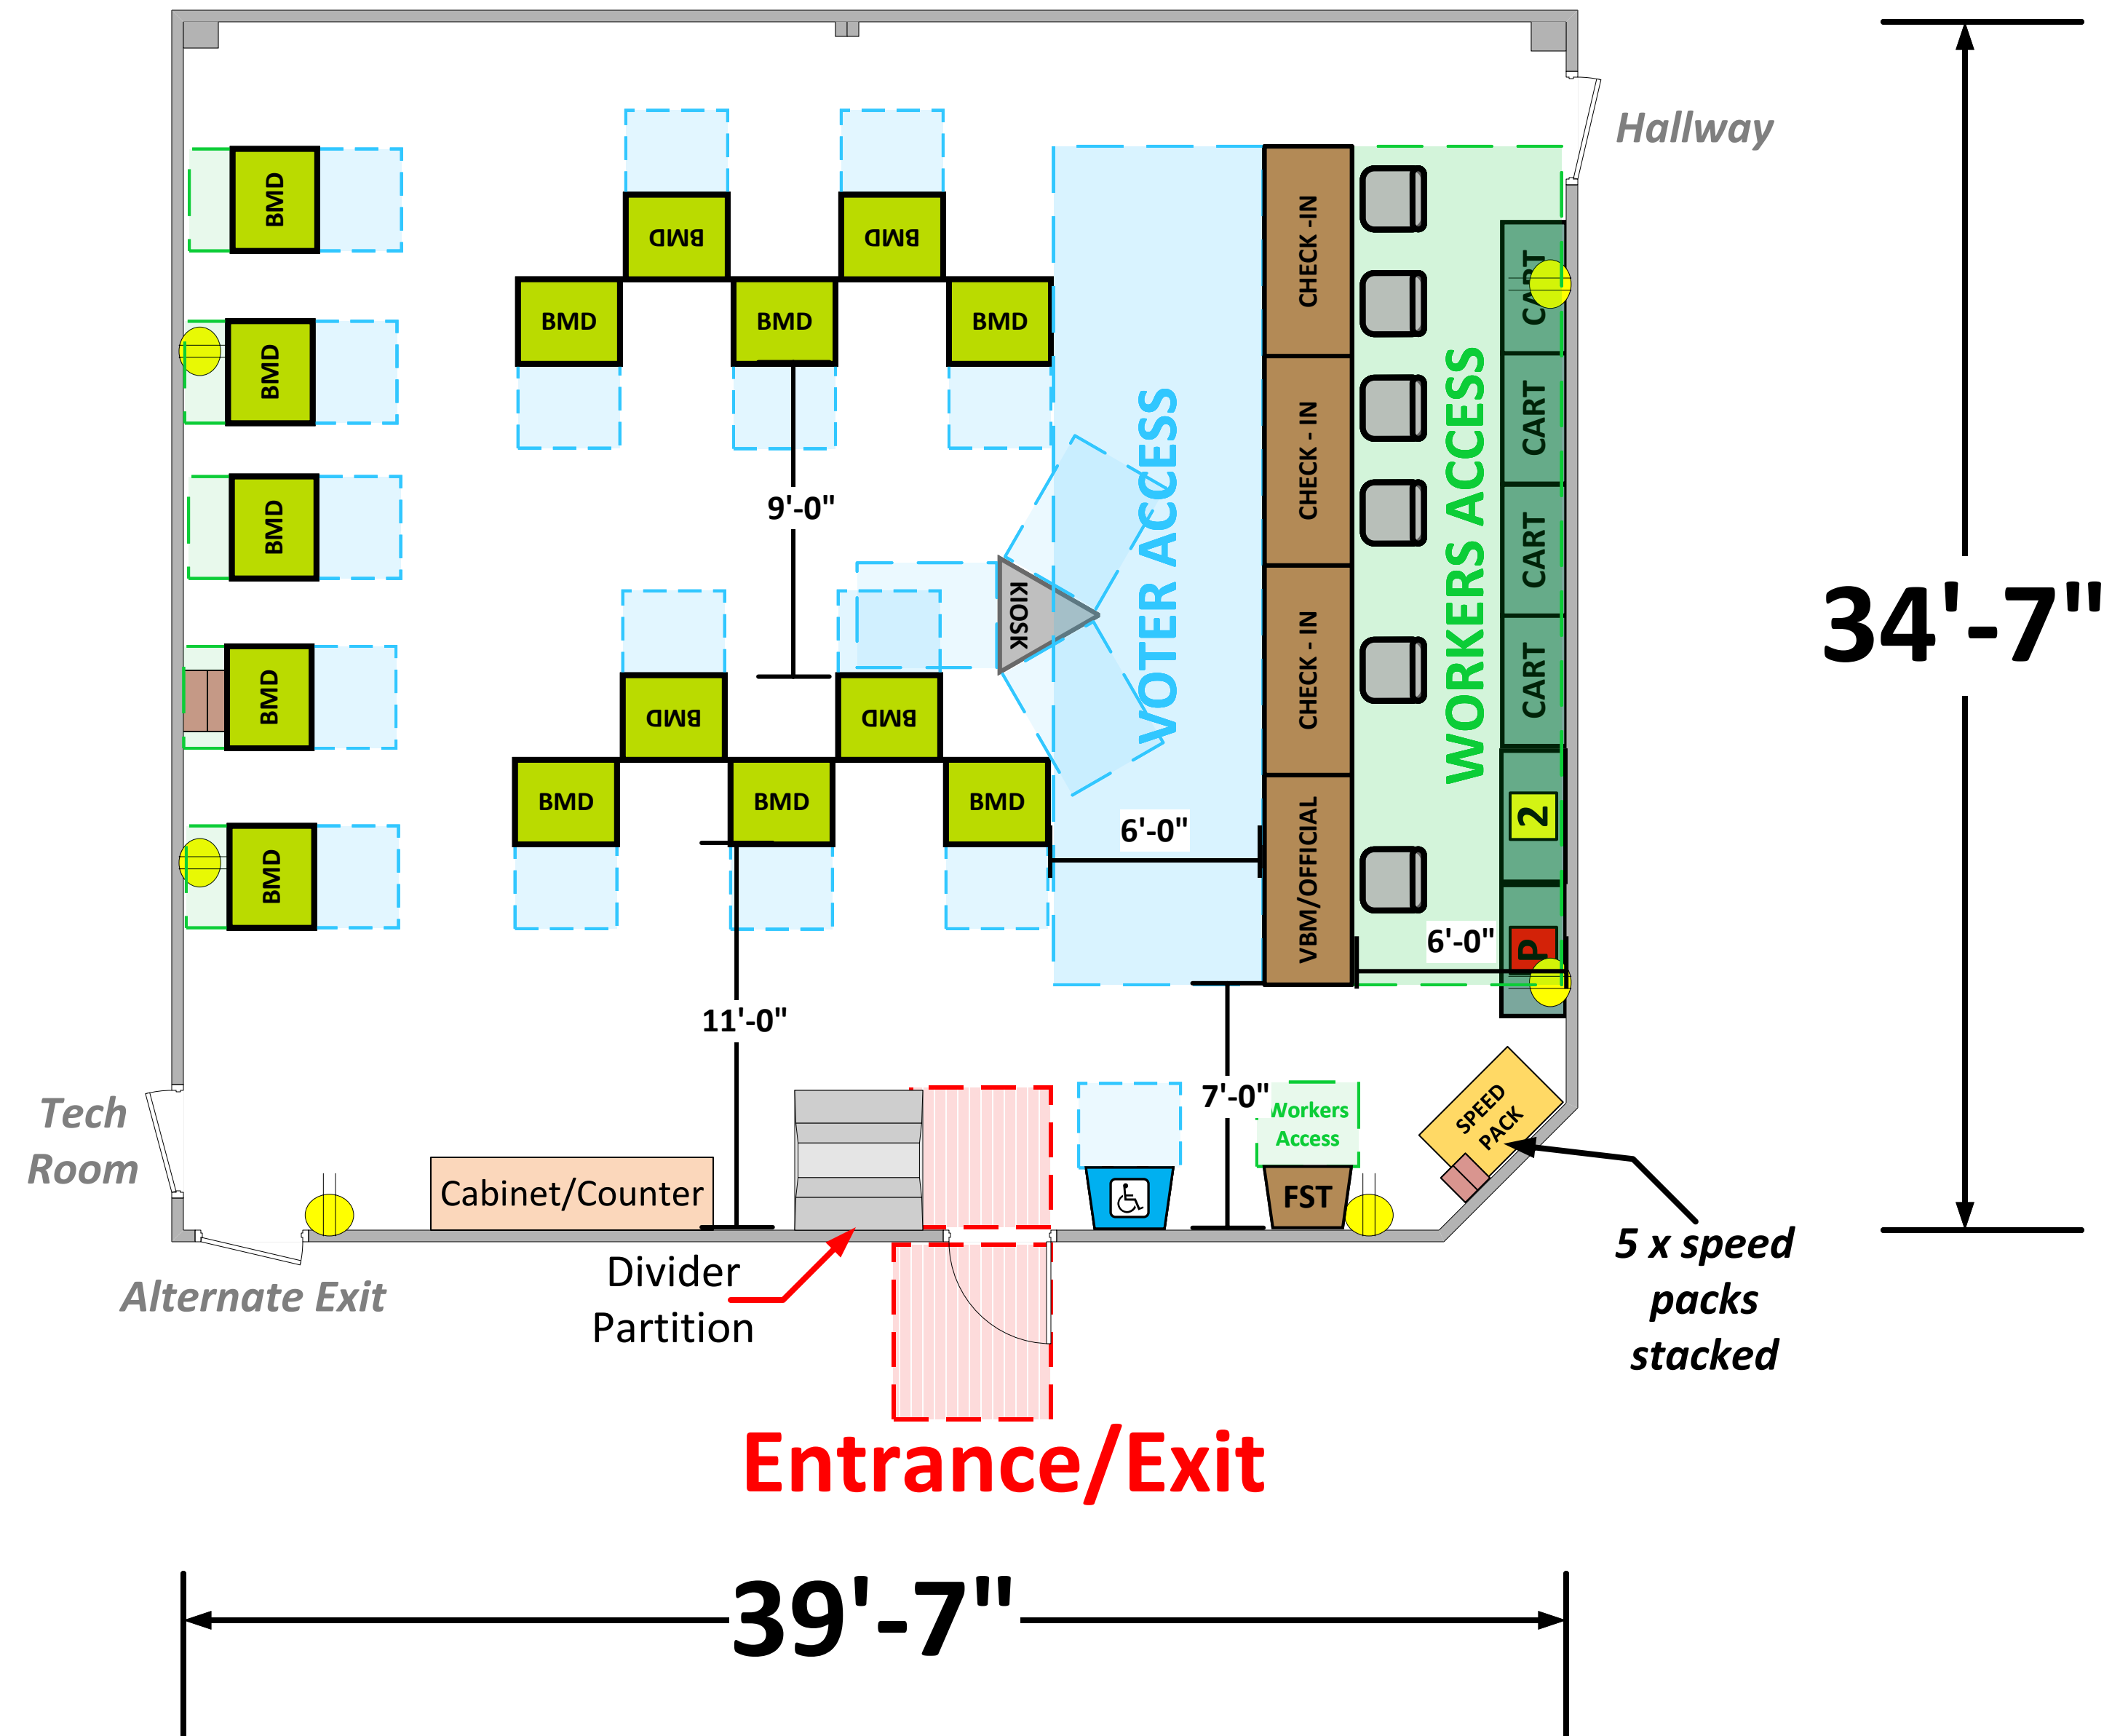 Hallway
BMD
BMD
BMD
CHECK -IN
CART
BMD
BMD
BMD
BMD
CHECK - IN
CART
VOTER ACCESS
WORKERS ACCESS
9'-0"
BMD
CART
KIOSK
34'-7"
CHECK - IN
BMD
BMD
BMD
CART
BMD
BMD
BMD
2
6'-0"
VBM/OFFICIAL
BMD
6'-0"
P
11'-0"
7'-0"
Workers
Access
SPEED
PACK
Tech
Room
Cabinet/Counter
FST
Divider
Partition
Alternate Exit
5 x speed
packs
stacked
Entrance/Exit
39'-7"